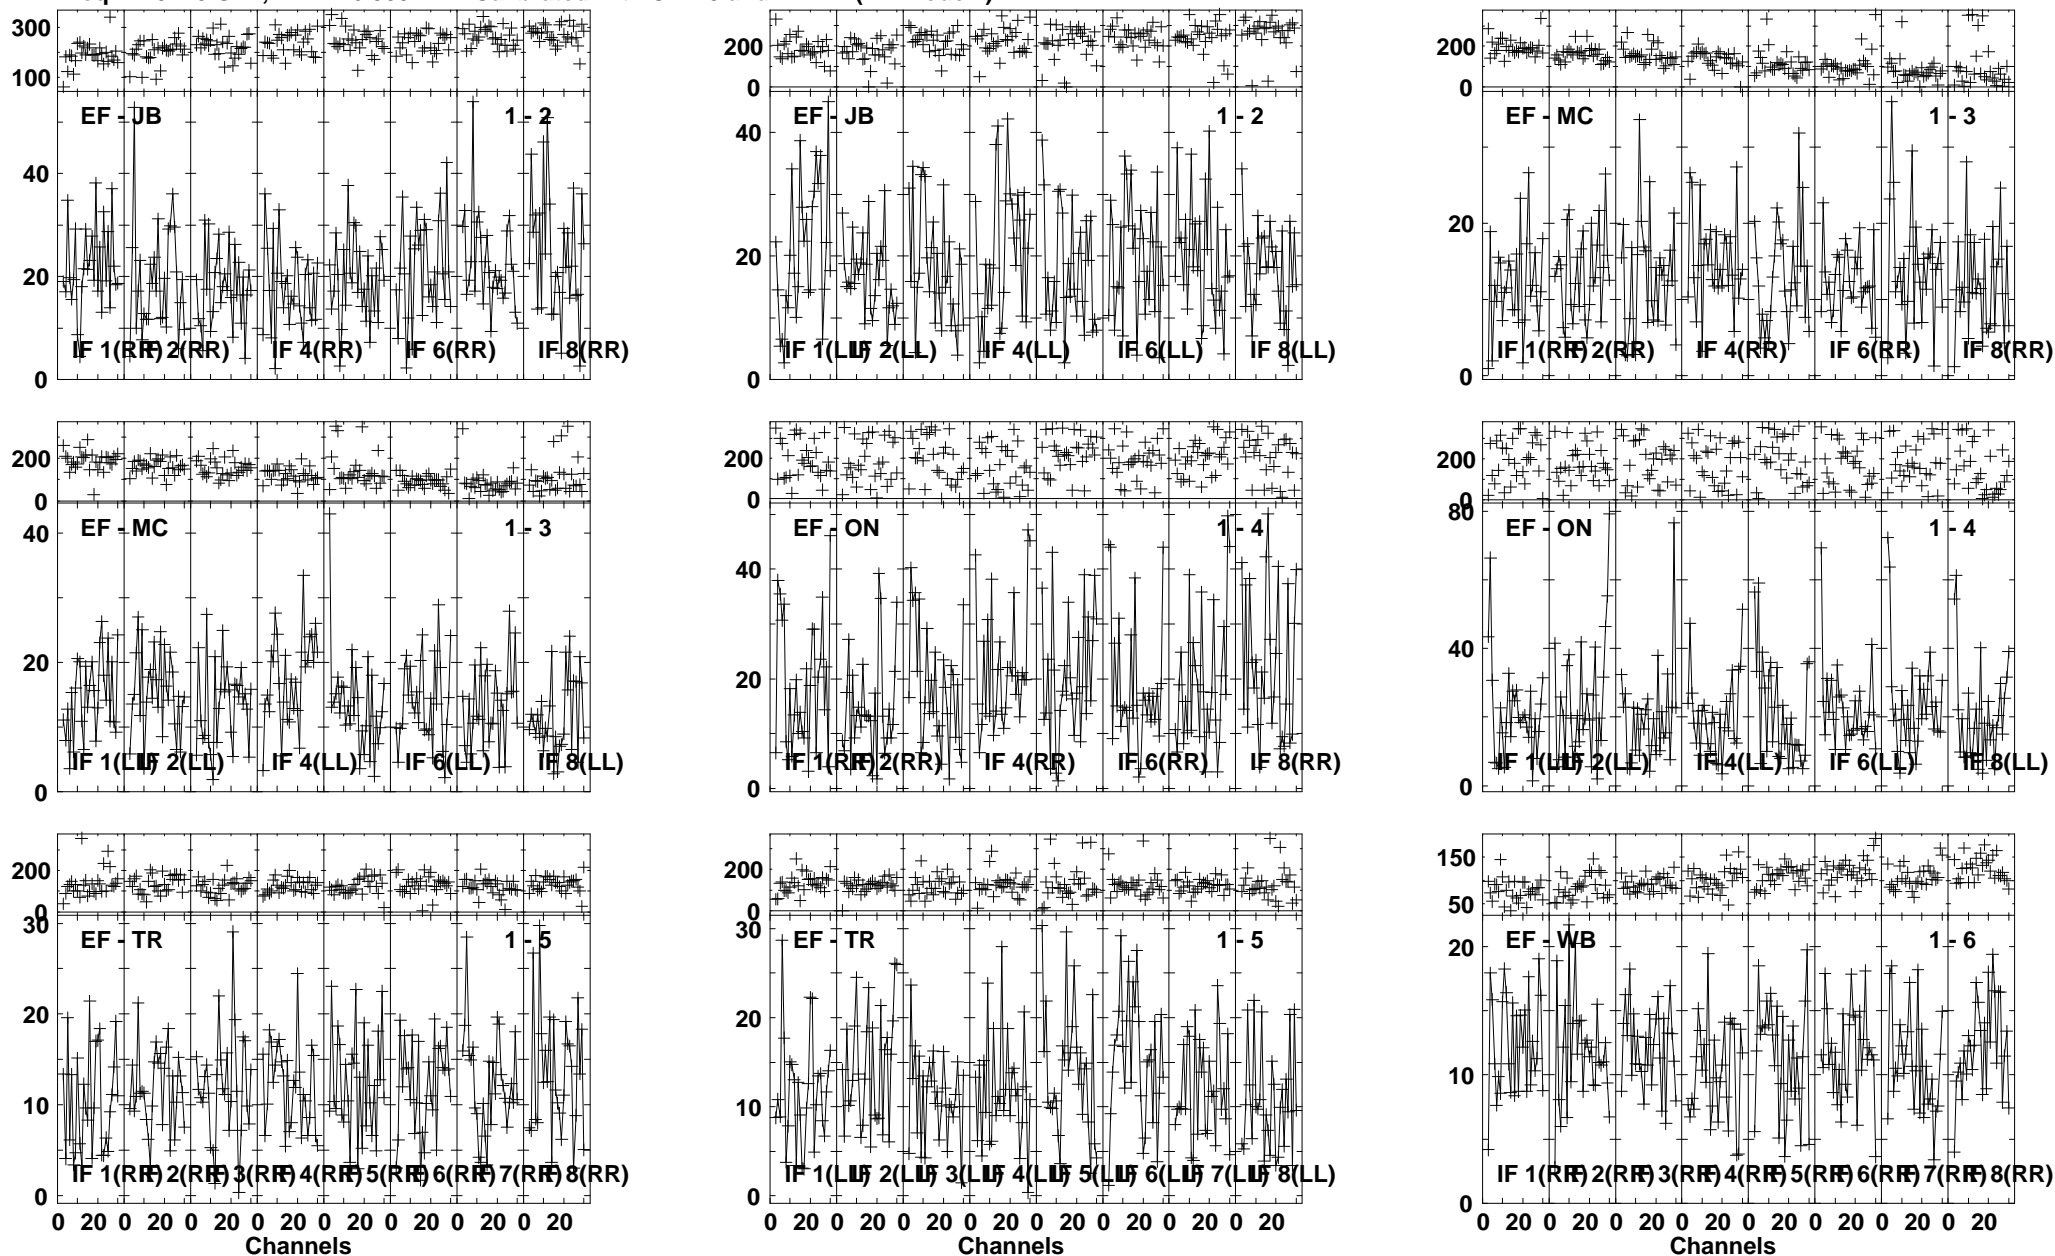 300
100
200
0
200
0
EF - JB 1 - 2
EF - JB 1 - 2
EF - MC 1 - 3
40
20
0
40
20
0
20
0
IF 1(RR) IF 2(RR) IF 4(RR) IF 6(RR) IF 8(RR)
IF 1(LL) IF 2(LL) IF 4(LL) IF 6(LL) IF 8(LL)
IF 1(RR) IF 2(RR) IF 4(RR) IF 6(RR) IF 8(RR)
200
0
200
0
200
0
EF - MC 1 - 3
EF - ON 1 - 4
EF - ON 1 - 4
40
20
0
40
20
0
80
40
0
IF 1(LL) IF 2(LL) IF 4(LL) IF 6(LL) IF 8(LL)
IF 1(RR) IF 2(RR) IF 4(RR) IF 6(RR) IF 8(RR)
IF 1(LL) IF 2(LL) IF 4(LL) IF 6(LL) IF 8(LL)
200
0
200
0
150
50
EF - TR 1 - 5
EF - TR 1 - 5
EF - WB 1 - 6
30
20
10
0
30
20
10
0
20
10
0
IF 1(RR) IF 2(RR) IF 3(RR) IF 4(RR) IF 5(RR) IF 6(RR) IF 7(RR) IF 8(RR)
IF 1(LL) IF 2(LL) IF 3(LL) IF 4(LL) IF 5(LL) IF 6(LL) IF 7(LL) IF 8(LL)
IF 1(RR) IF 2(RR) IF 3(RR) IF 4(RR) IF 5(RR) IF 6(RR) IF 7(RR) IF 8(RR)
0 20 0 20 0 20 0 20 0 20 0 20 0 20 0 20
0 20 0 20 0 20 0 20 0 20 0 20 0 20 0 20
0 20 0 20 0 20 0 20 0 20 0 20 0 20 0 20
Channels
Channels
Channels